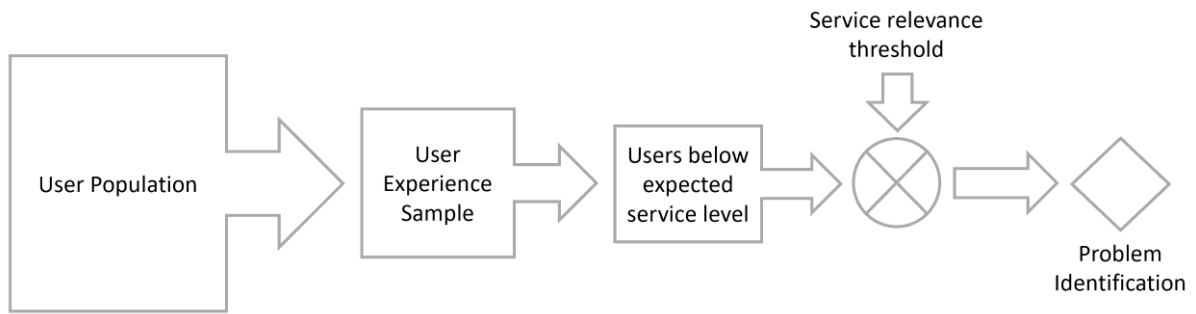 Service relevance
threshold
User Population
User
Experience
Sample
Users below
expected
service level
Problem
Identification